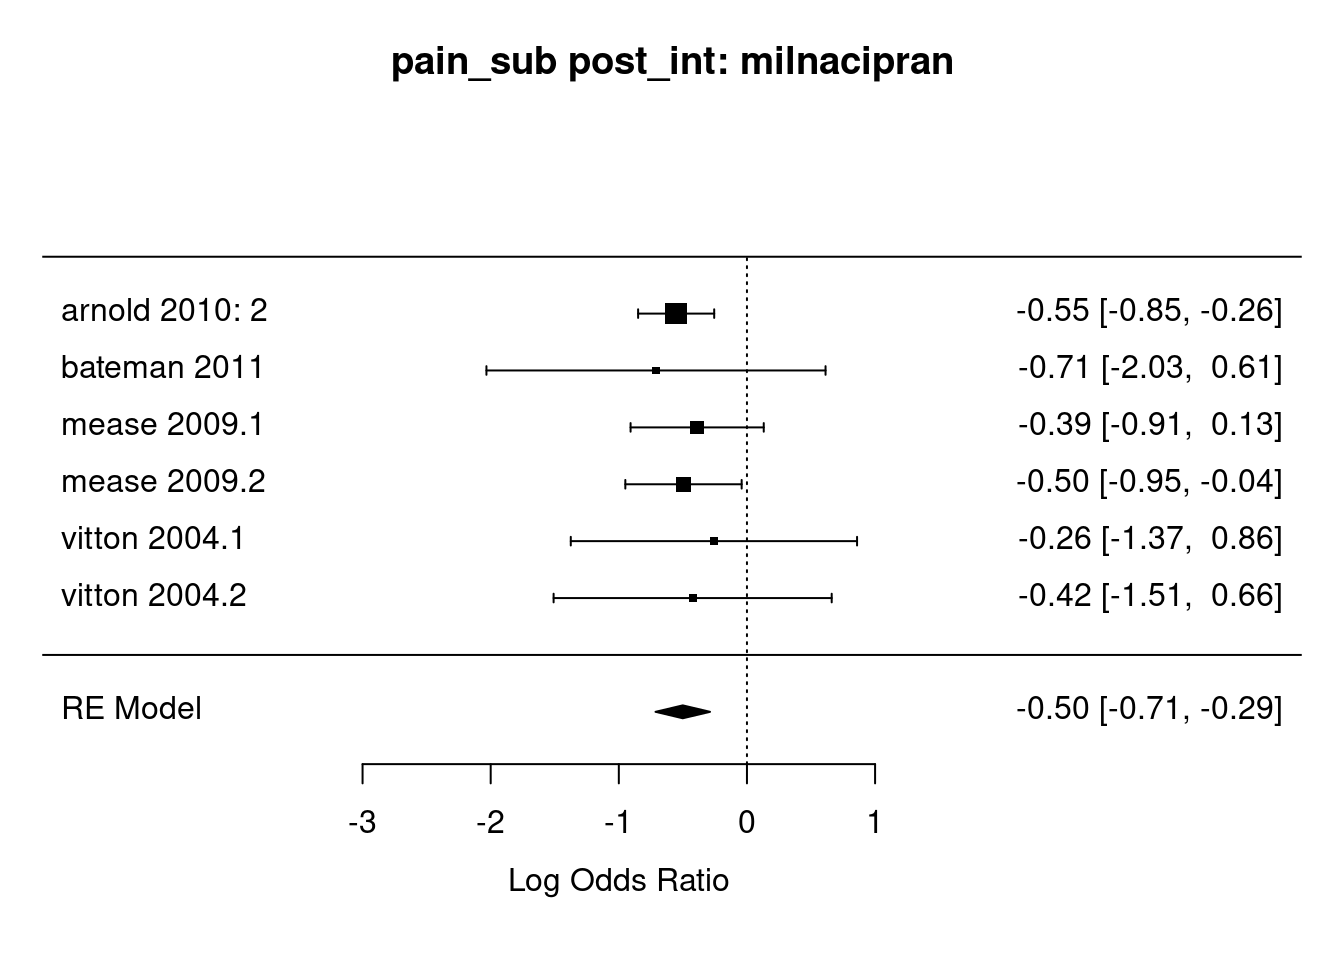 pain_sub post_int: milnacipran
arnold 2010: 2 -0.55 [-0.85, -0.26]
bateman 2011 -0.71 [-2.03,  0.61]
mease 2009.1 -0.39 [-0.91,  0.13]
mease 2009.2 -0.50 [-0.95, -0.04]
vitton 2004.1 -0.26 [-1.37,  0.86]
vitton 2004.2 -0.42 [-1.51,  0.66]
RE Model -0.50 [-0.71, -0.29]
-3 -2 -1 0 1
Log Odds Ratio